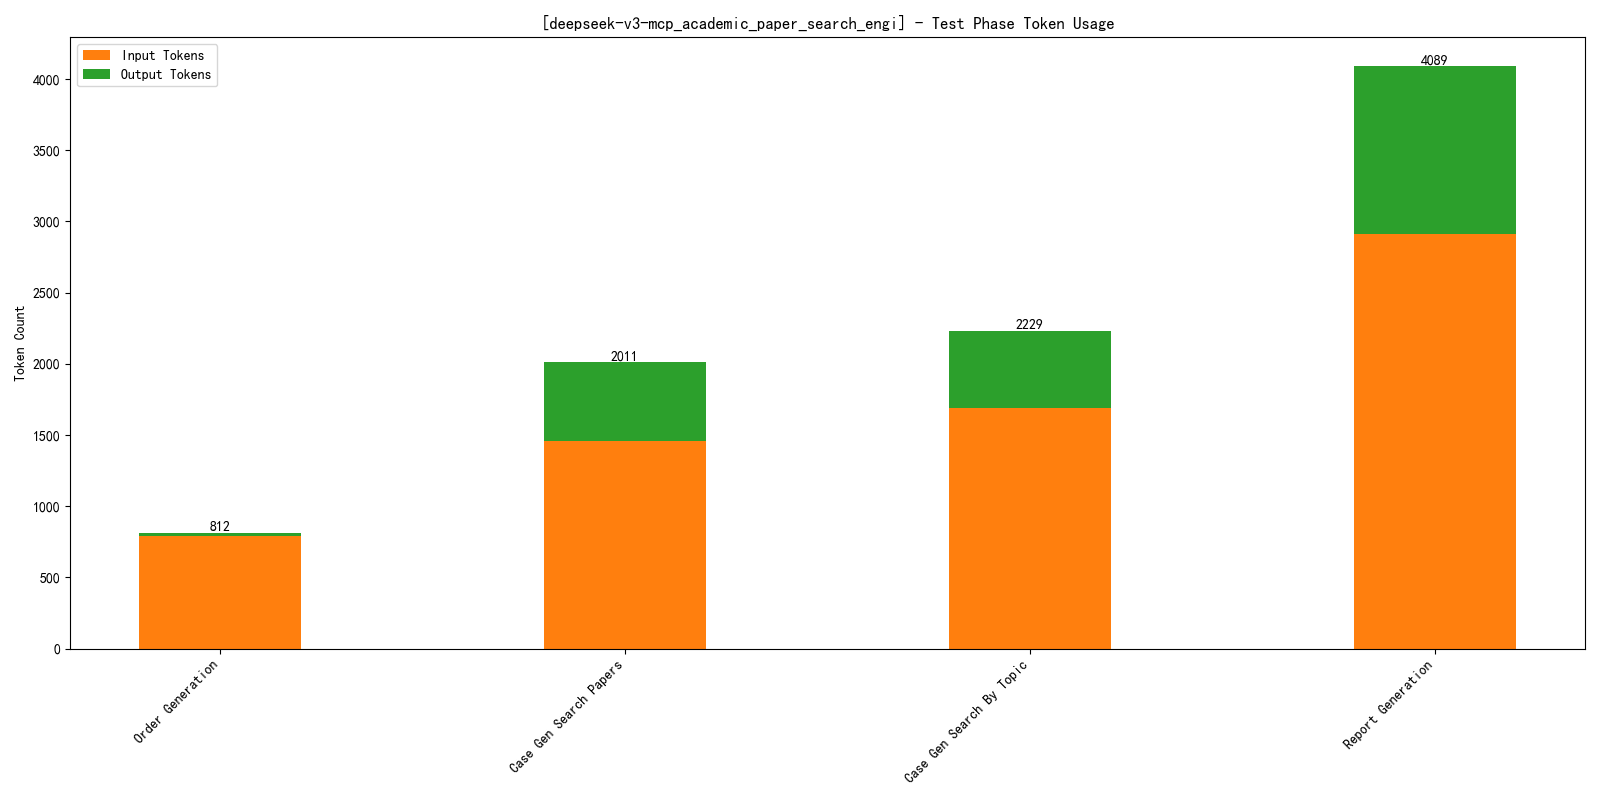 [deepseek-v3-mcp_academic_paper_search_engi] - Test Phase Token Usage
Input Tokens
Output Tokens
Token Count
4000
3500
3000
2500
2000
1500
1000
500
0
812
2011
2229
4089
Order Generation
Case Gen Search Papers
Case Gen Search By Topic
Report Generation